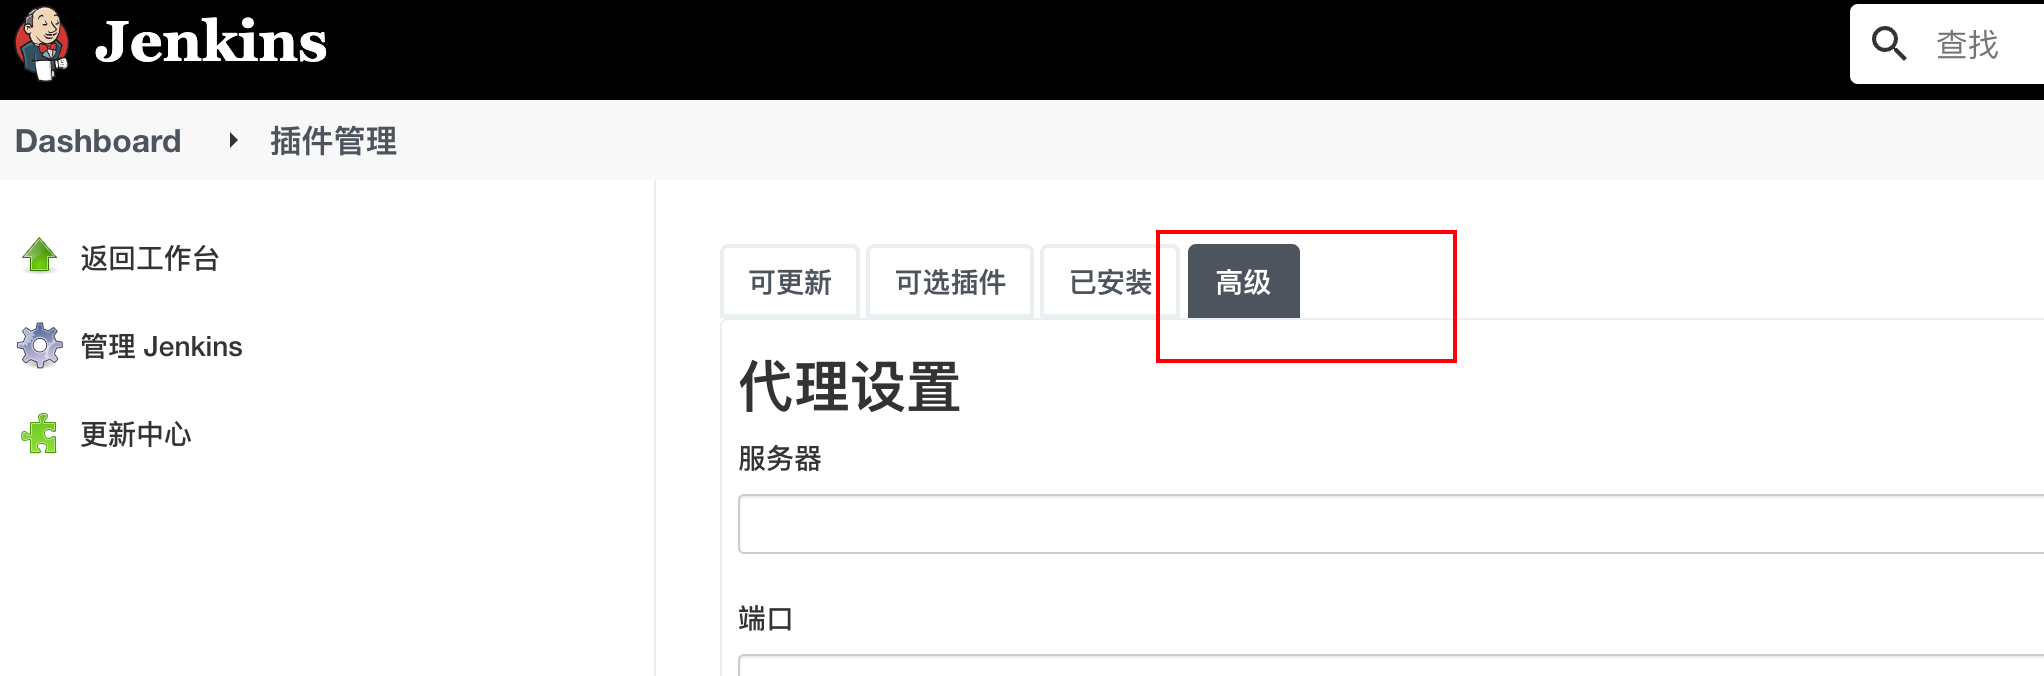 Jenkins
查找
Dashboard
插件管理
返回工作台
管理 Jenkins
更新中心
可更新
可选插件
已安装
高级
代理设置
服务器
端口